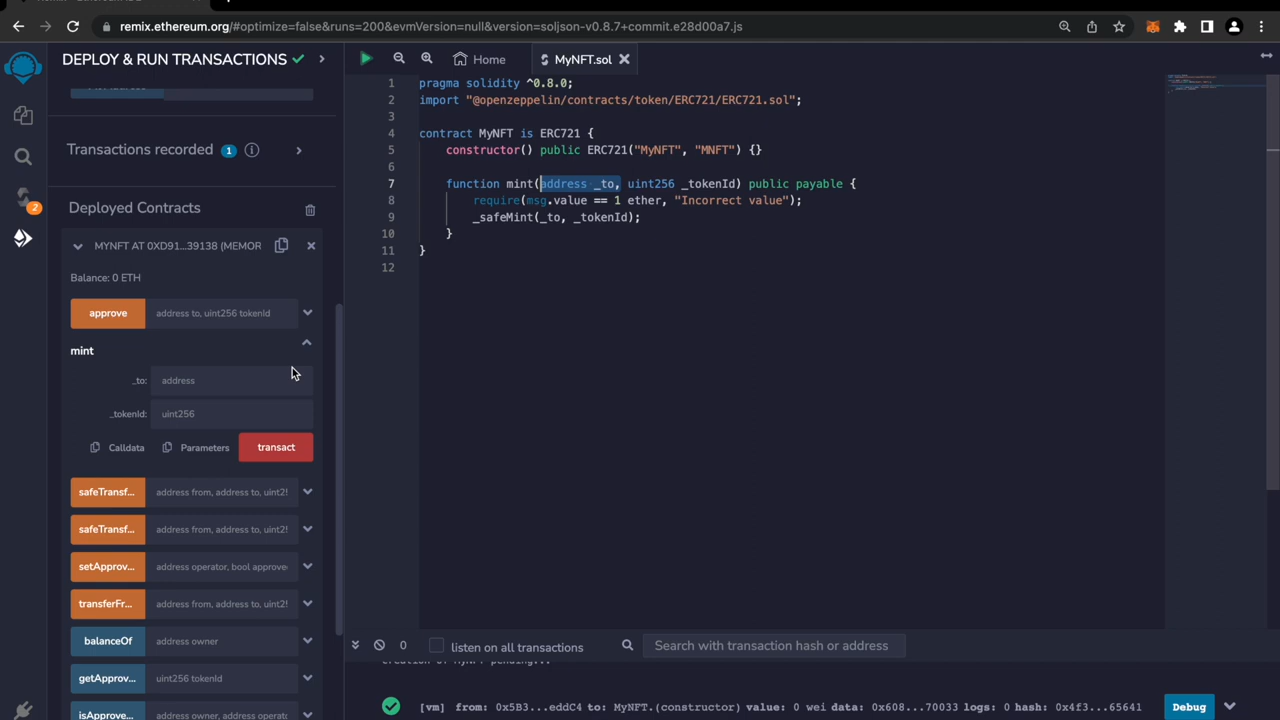 remix.ethereum.org/#optimize=false&runs=200&evmVersion=null&version=soljson-v0.8.7+commit.e28d00a7.js
DEPLOY & RUN TRANSACTIONS
Transactions recorded 1
Deployed Contracts
2
MYNFT AT 0XD91...39138 (MEMOR
Balance: 0 ETH
approve address to, uint256 tokenId
mint
_to: address
_tokenId: uint256
Calldata Parameters transact
safeTransf... address from, address to, uint2!
safeTransf... address from, address to, uint2!
setApprov... address operator, bool approve
transferFr... address from, address to, uint2!
balanceOf address owner
getApprov... uint256 tokenId
isApprove... address owner, address operat
Home
MyNFT.sol
1 pragma solidity ^0.8.0;
2 import "@openzeppelin/contracts/token/ERC721/ERC721.sol";
3
4 contract MyNFT is ERC721 {
5 constructor() public ERC721("MyNFT", "MNFT") {}
6
7 function mint(address _to, uint256 _tokenId) public payable {
8 require(msg.value == 1 ether, "Incorrect value");
9 _safeMint(_to, _tokenId);
10 }
11 }
12
0 listen on all transactions Search with transaction hash or address
creation of MyNFT pending...
[vm] from: 0x5B3...eddC4 to: MyNFT.(constructor) value: 0 wei data: 0x608...70033 logs: 0 hash: 0x4f3...65641 Debug